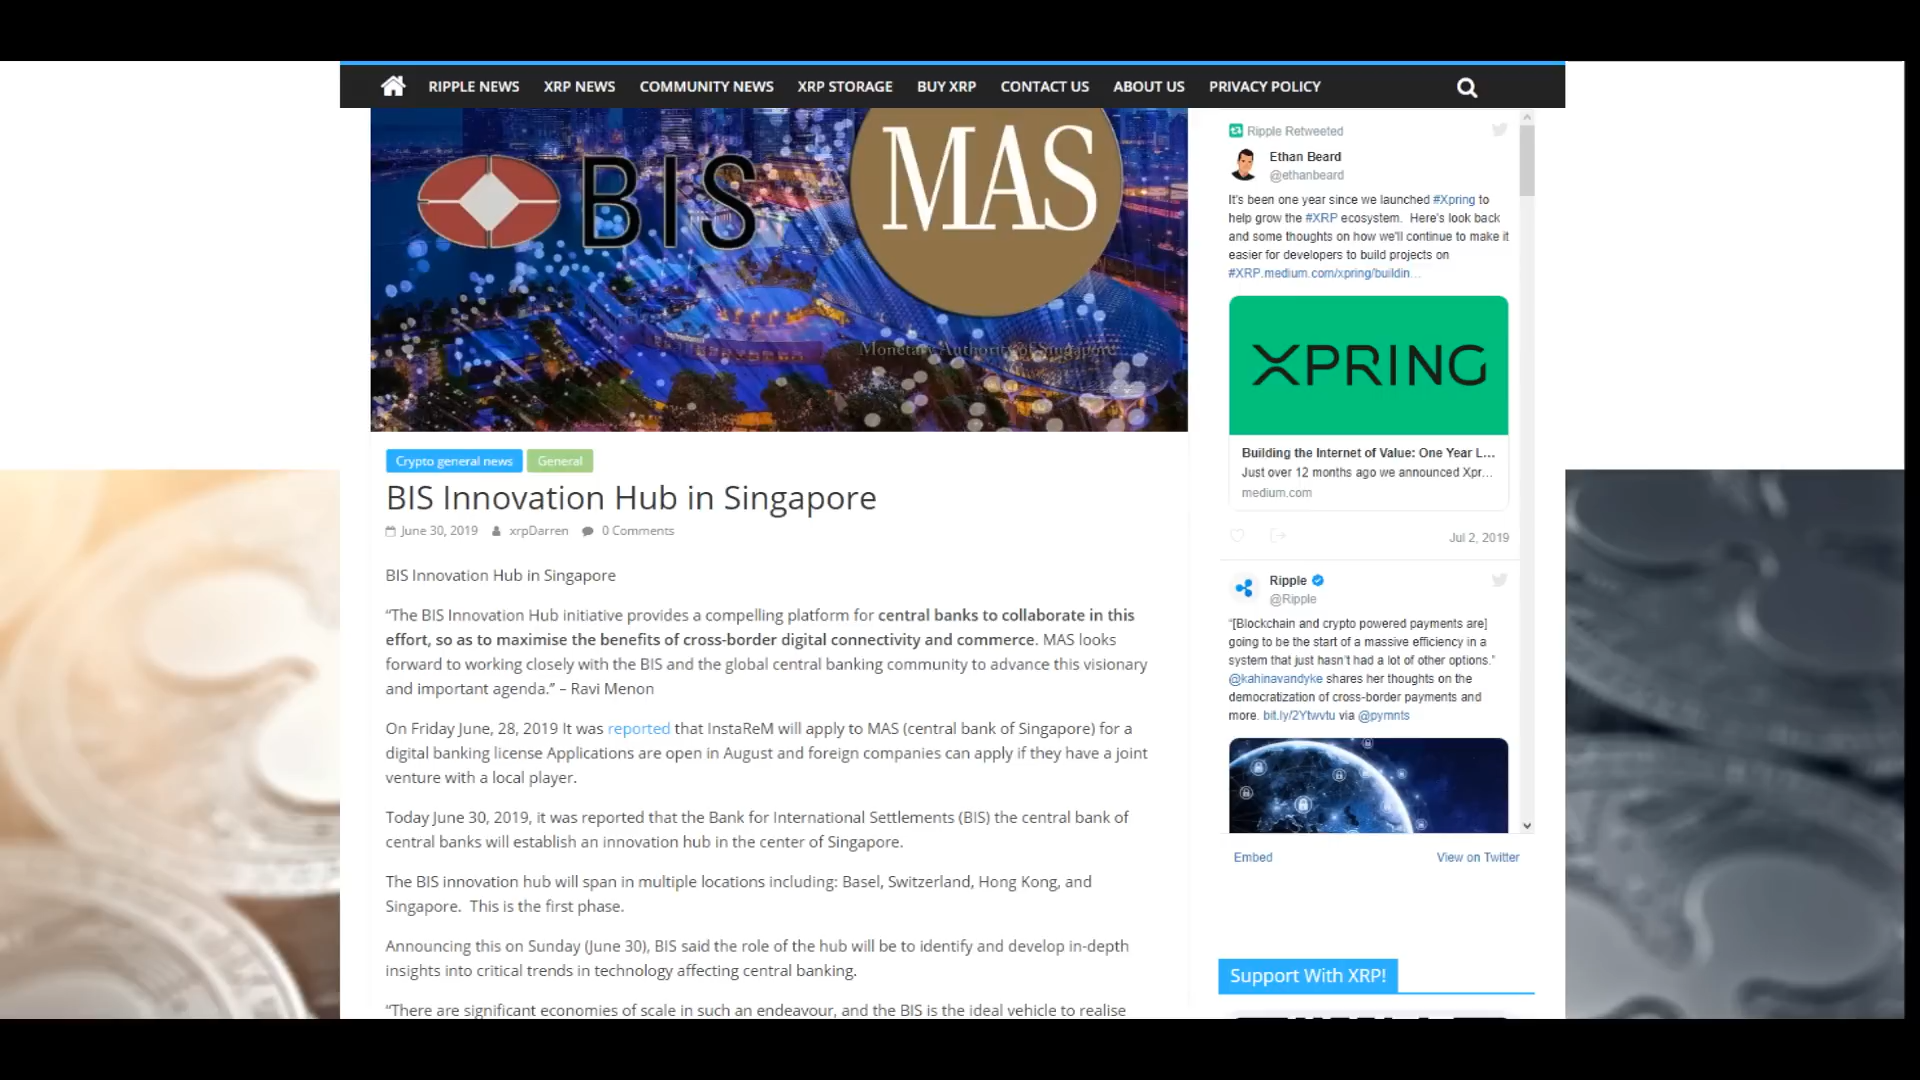 RIPPLE NEWS XRP NEWS COMMUNITY NEWS XRP STORAGE BUY XRP CONTACT US ABOUT US PRIVACY POLICY
BIS
MAS
Monetary Authority of Singapore
Crypto general news General
BIS Innovation Hub in Singapore
June 30, 2019 xrpDarren 0 Comments
BIS Innovation Hub in Singapore
“The BIS Innovation Hub initiative provides a compelling platform for central banks to collaborate in this
effort, so as to maximise the benefits of cross-border digital connectivity and commerce. MAS looks
forward to working closely with the BIS and the global central banking community to advance this visionary
and important agenda.” – Ravi Menon
On Friday June, 28, 2019 It was reported that InstaReM will apply to MAS (central bank of Singapore) for a
digital banking license Applications are open in August and foreign companies can apply if they have a joint
venture with a local player.
Today June 30, 2019, it was reported that the Bank for International Settlements (BIS) the central bank of
central banks will establish an innovation hub in the center of Singapore.
The BIS innovation hub will span in multiple locations including: Basel, Switzerland, Hong Kong, and
Singapore. This is the first phase.
Announcing this on Sunday (June 30), BIS said the role of the hub will be to identify and develop in-depth
insights into critical trends in technology affecting central banking.
“There are significant economies of scale in such an endeavour, and the BIS is the ideal vehicle to realise
Ripple Retweeted
Ethan Beard
@ethanbeard
It's been one year since we launched #Xpring to
help grow the #XRP ecosystem. Here's look back
and some thoughts on how we'll continue to make it
easier for developers to build projects on
#XRP.medium.com/xpring/buildin…
XPRING
Building the Internet of Value: One Year L...
Just over 12 months ago we announced Xpr...
medium.com
Jul 2, 2019
Ripple
@Ripple
“[Blockchain and crypto powered payments are]
going to be the start of a massive efficiency in a
system that just hasn't had a lot of other options.”
@kahinavandyke shares her thoughts on the
democratization of cross-border payments and
more. bit.ly/2Ytwvtu via @pymnts
Embed View on Twitter
Support With XRP!